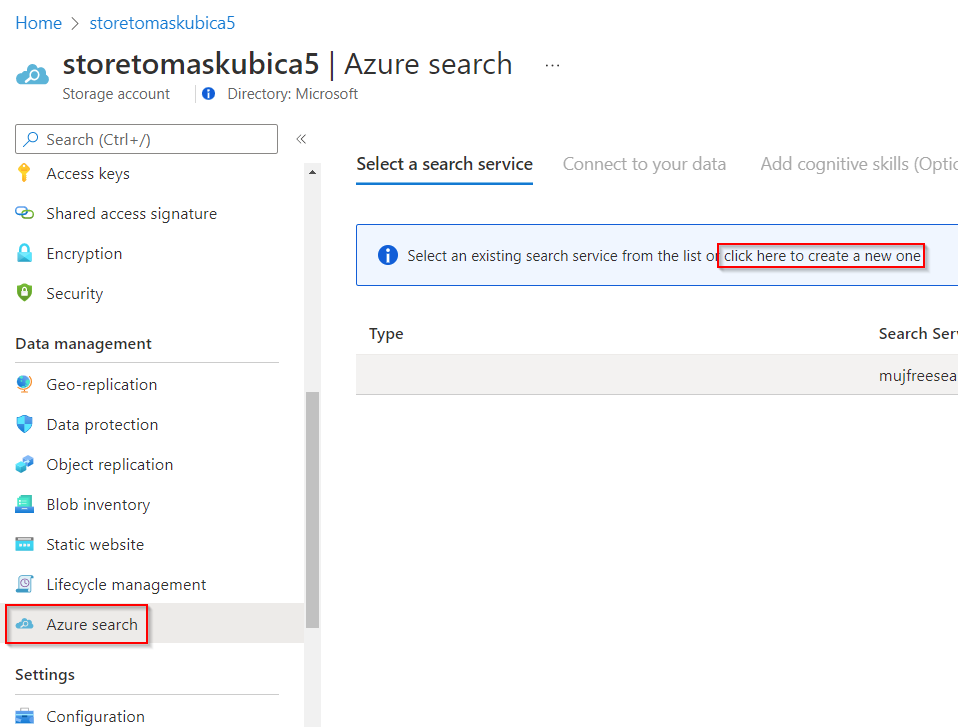 Home > storetomaskubica5
storetomaskubica5 | Azure search ...
Storage account
Directory: Microsoft
Search (Ctrl+/)
«
Access keys
Shared access signature
Encryption
Security
Data management
Geo-replication
Data protection
Object replication
Blob inventory
Static website
Lifecycle management
Azure search
Settings
Configuration
Select a search service
Connect to your data
Add cognitive skills (Optio
Select an existing search service from the list or click here to create a new one
Type
Search Serv
mujfreesea